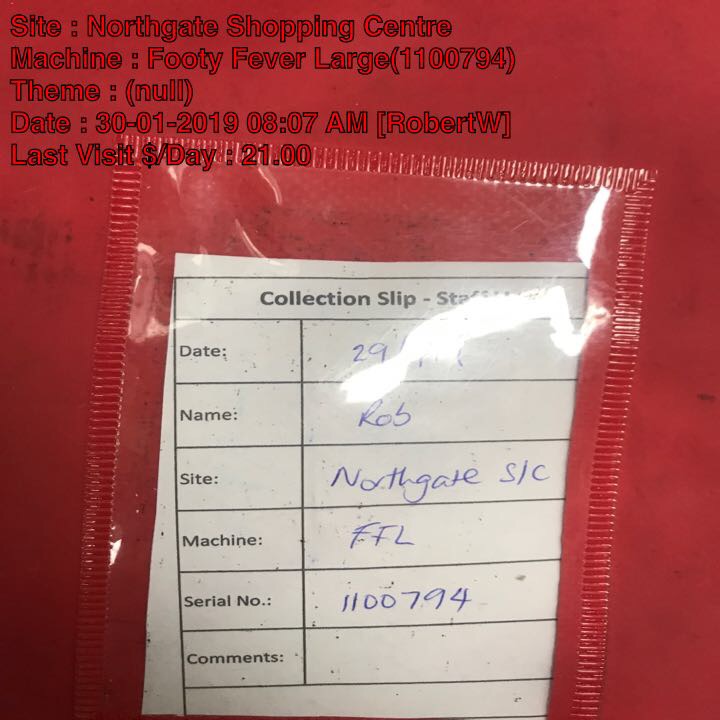 Site : Northgate Shopping Centre
Machine : Footy Fever Large(1100794)
Theme : (null)
Date : 30-01-2019 08:07 AM [RobertW]
Last Visit $/Day : 21.00
Collection Slip -
Date:
Name: Rob
Site: Northgate S/C
Machine: FFL
Serial No.: 1100794
Comments: